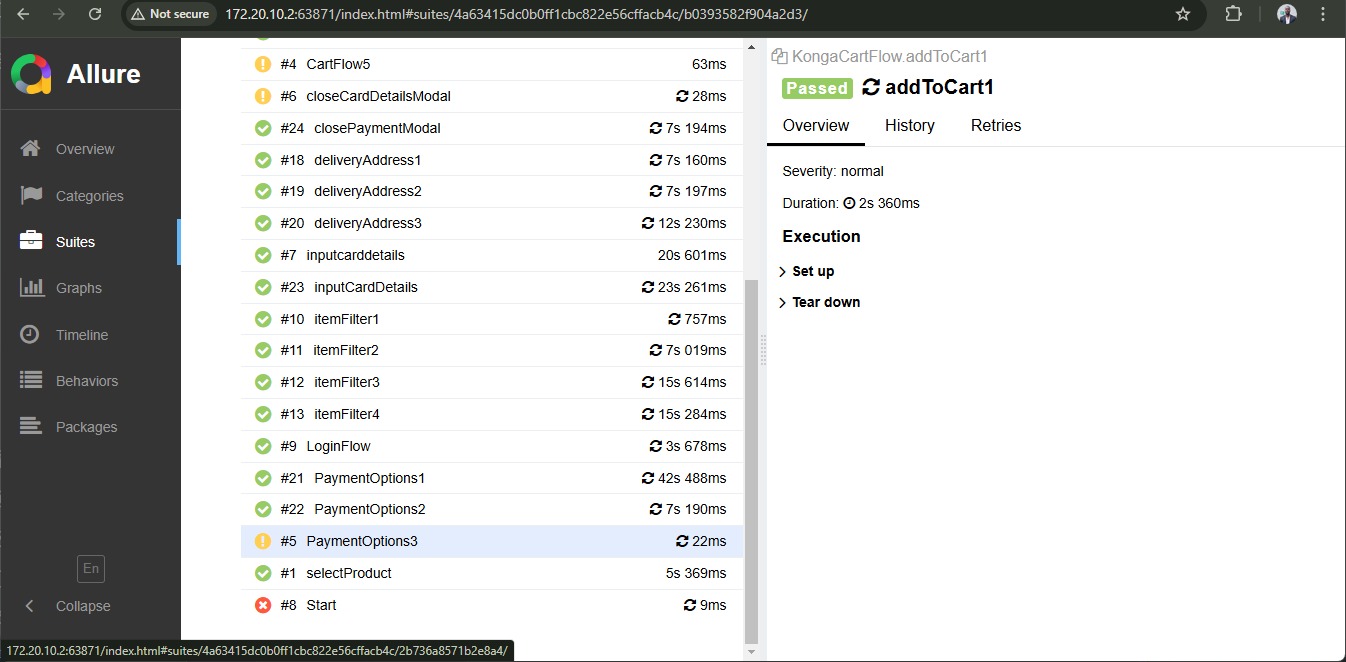 Not secure 172.20.10.2:63871/index.html#suites/4a63415dc0b0ff1cbc822e56cffacb4c/b0393582f904a2d3/
Allure
Overview
Categories
Suites
Graphs
Timeline
Behaviors
Packages
En
Collapse
#4 CartFlow5 63ms
#6 closeCardDetailsModal 28ms
#24 closePaymentModal 7s 194ms
#18 deliveryAddress1 7s 160ms
#19 deliveryAddress2 7s 197ms
#20 deliveryAddress3 12s 230ms
#7 inputcarddetails 20s 601ms
#23 inputCardDetails 23s 261ms
#10 itemFilter1 757ms
#11 itemFilter2 7s 019ms
#12 itemFilter3 15s 614ms
#13 itemFilter4 15s 284ms
#9 LoginFlow 3s 678ms
#21 PaymentOptions1 42s 488ms
#22 PaymentOptions2 7s 190ms
#5 PaymentOptions3 22ms
#1 selectProduct 5s 369ms
#8 Start 9ms
KongaCartFlow.addToCart1
Passed addToCart1
Overview History Retries
Severity: normal
Duration: 2s 360ms
Execution
Set up
Tear down
172.20.10.2:63871/index.html#suites/4a63415dc0b0ff1cbc822e56cffacb4c/2b736a8571b2e8a4/